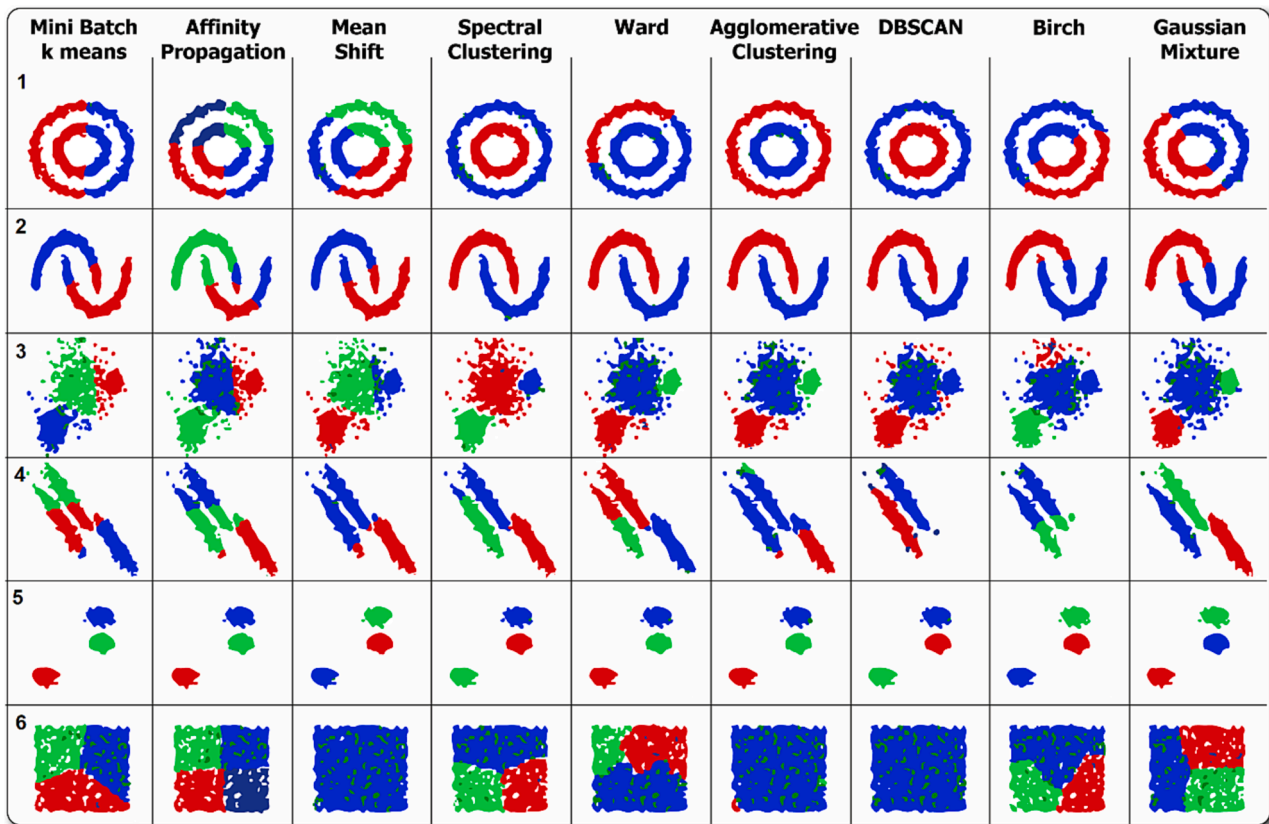 Mini Batch
k means
Affinity
Propagation
Mean
Shift
Spectral
Clustering
Ward
Agglomerative
Clustering
DBSCAN
Birch
Gaussian
Mixture
1
2
3
4
5
6